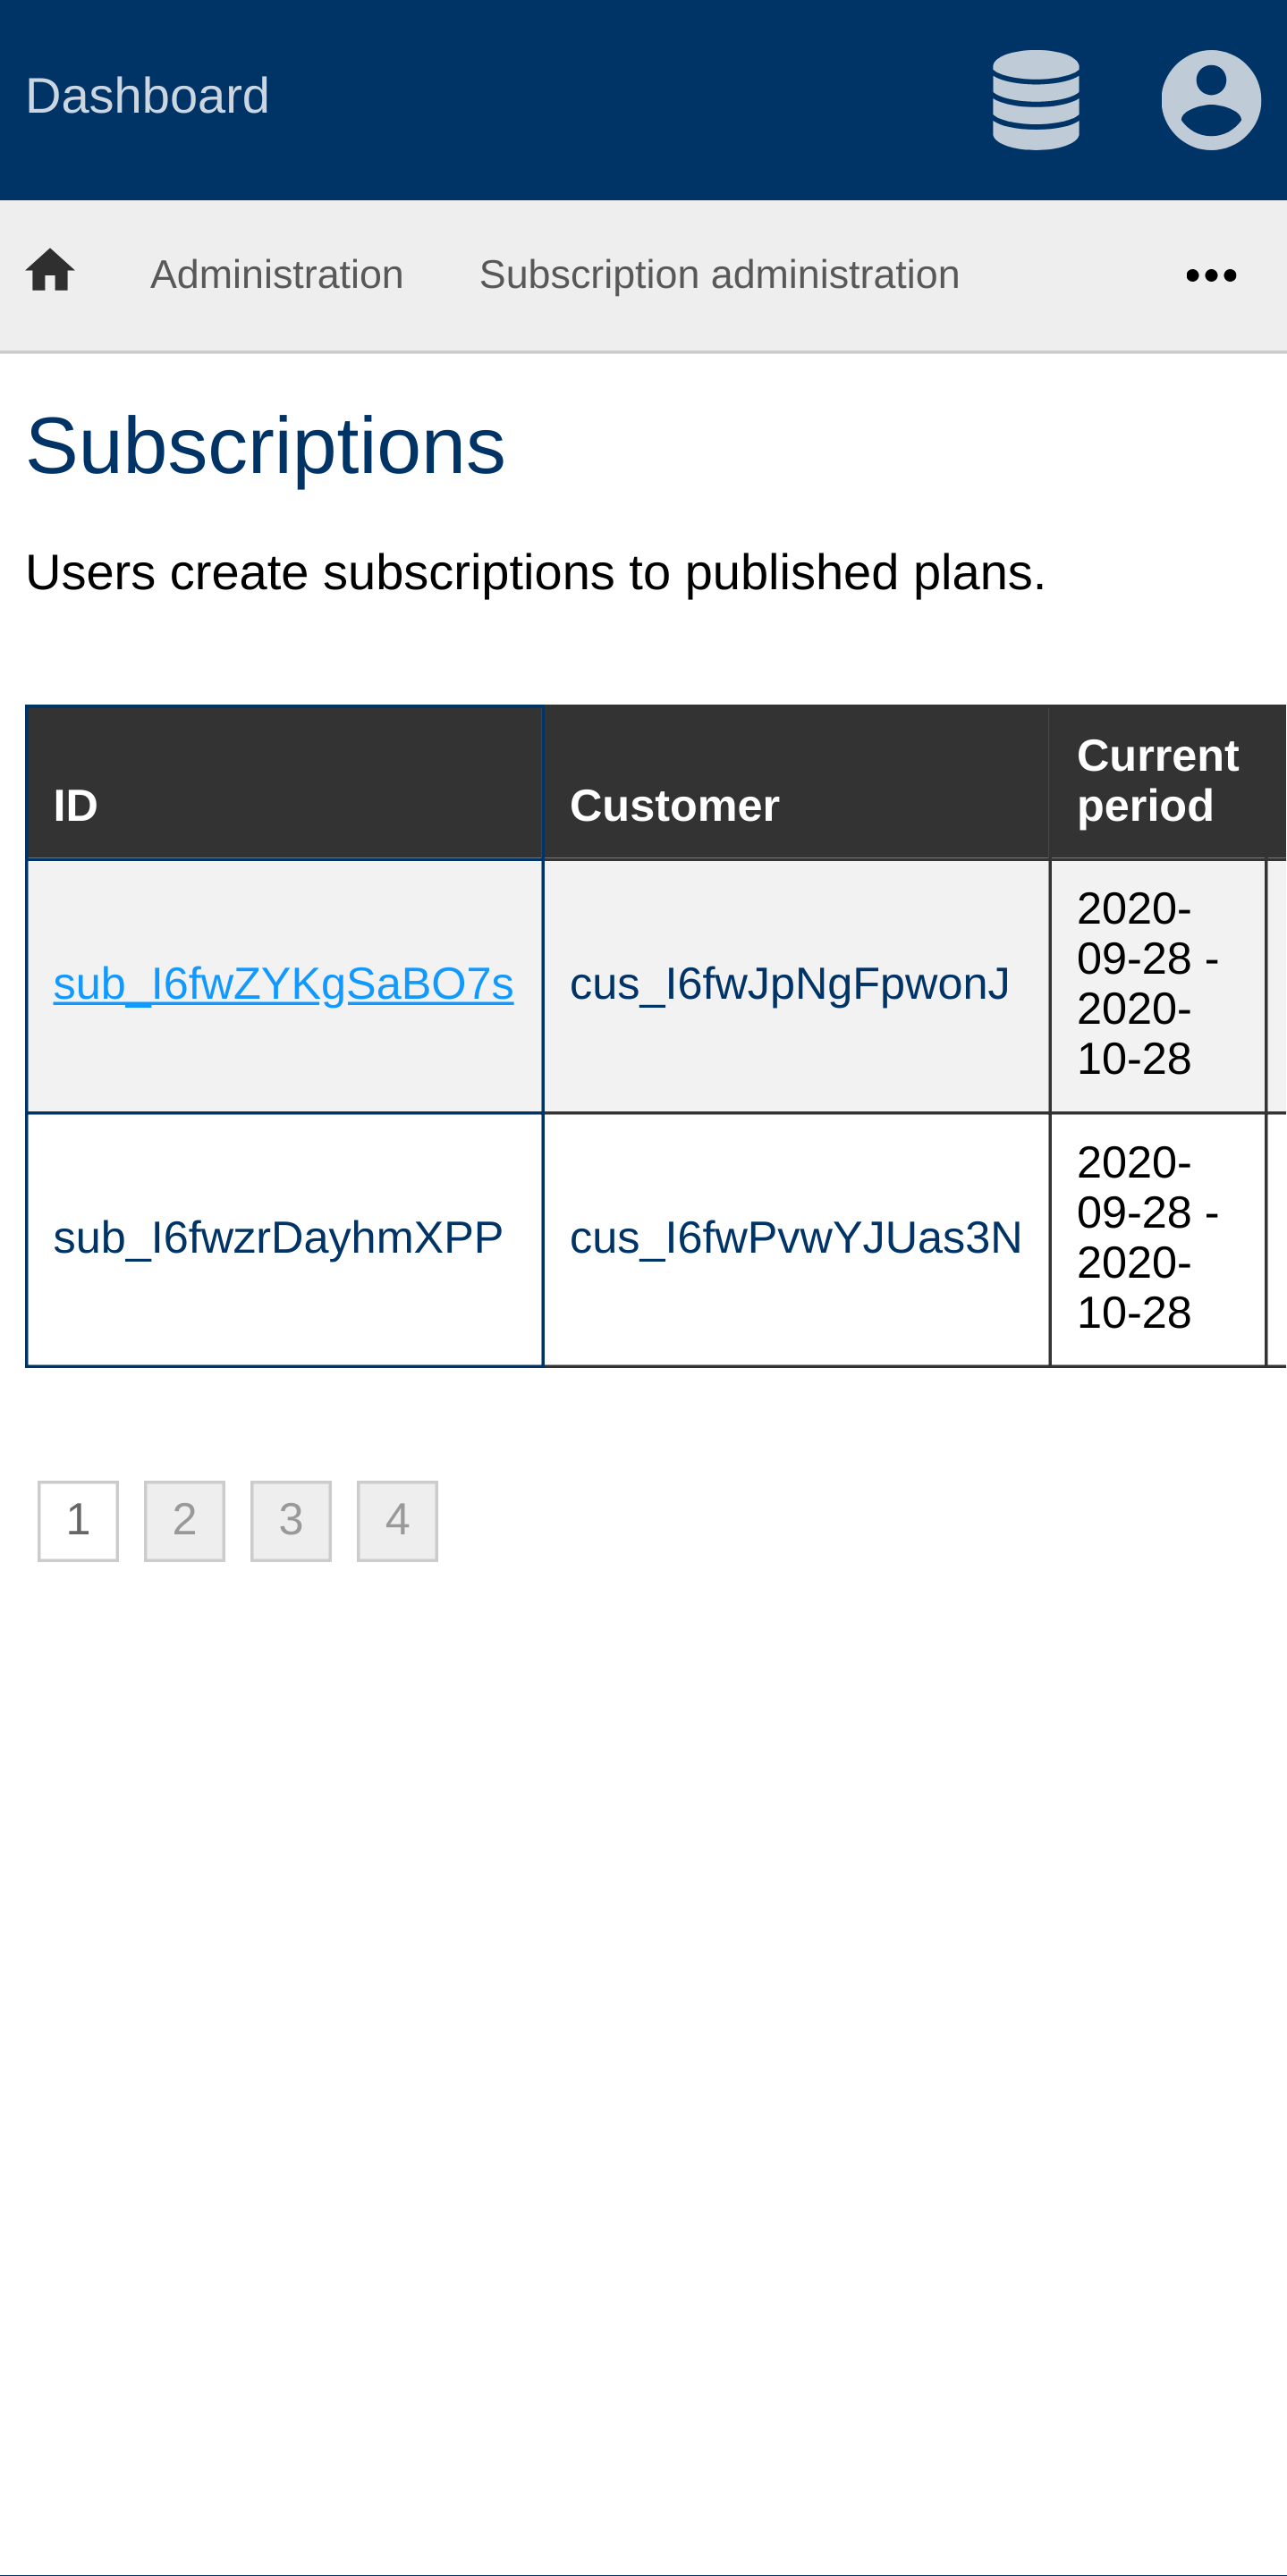 Dashboard
Administration Subscription administration
Subscriptions
Users create subscriptions to published plans.
ID Customer Current
period
sub_I6fwZYKgSaBO7s cus_I6fwJpNgFpwonJ 2020-
09-28 -
2020-
10-28
sub_I6fwzrDayhmXPP cus_I6fwPvwYJUas3N 2020-
09-28 -
2020-
10-28
1 2 3 4